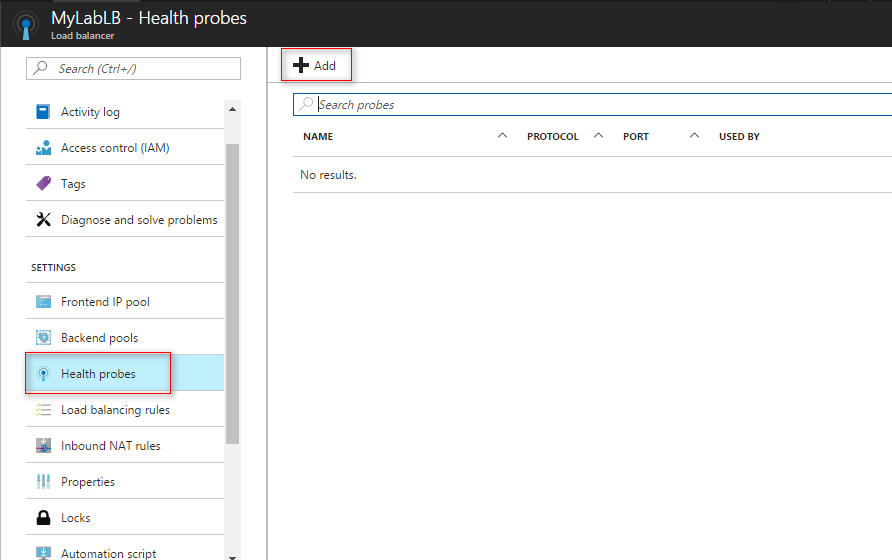 MyLabLB - Health probes
Load balancer
Search (Ctrl+/)
Activity log
Access control (IAM)
Tags
Diagnose and solve problems
SETTINGS
Frontend IP pool
Backend pools
Health probes
Load balancing rules
Inbound NAT rules
Properties
Locks
Automation script
Add
Search probes
NAME PROTOCOL PORT USED BY
No results.